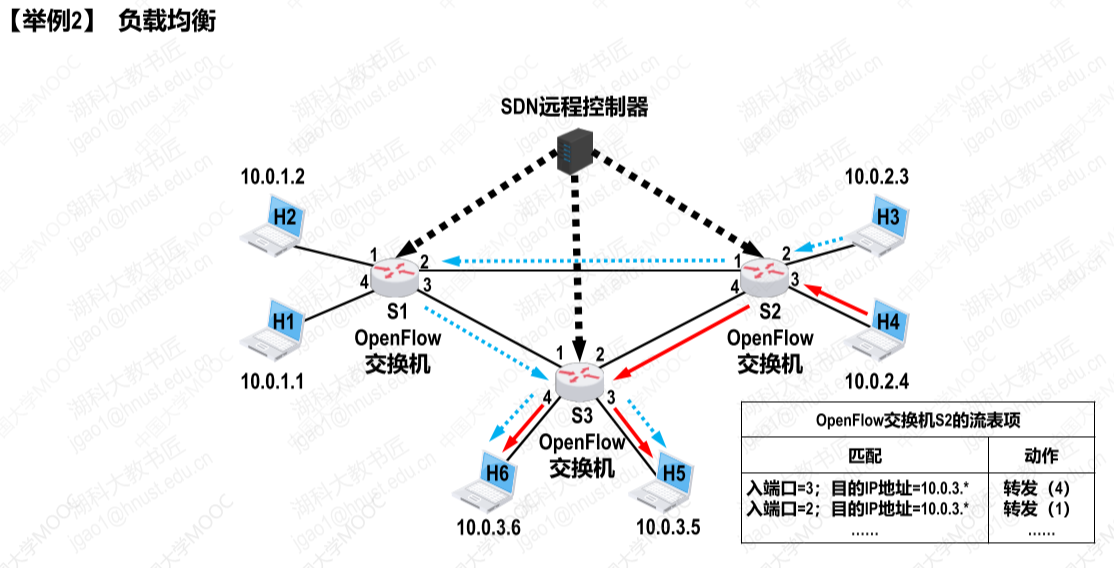 【举例2】 负载均衡
SDN远程控制器
10.0.1.2
H2
10.0.2.3
H3
1
2
4
3
S1
OpenFlow
交换机
1
2
3
4
S2
OpenFlow
交换机
H1
10.0.1.1
H4
10.0.2.4
1
2
4
3
S3
OpenFlow
交换机
H6
10.0.3.6
H5
10.0.3.5
OpenFlow交换机S2的流表项
匹配 动作
入端口=3；目的IP地址=10.0.3.* 转发（4）
入端口=2；目的IP地址=10.0.3.* 转发（1）
…… ……
中国大学MOOC
湖科大教书匠
jgao1@hnust.edu.cn